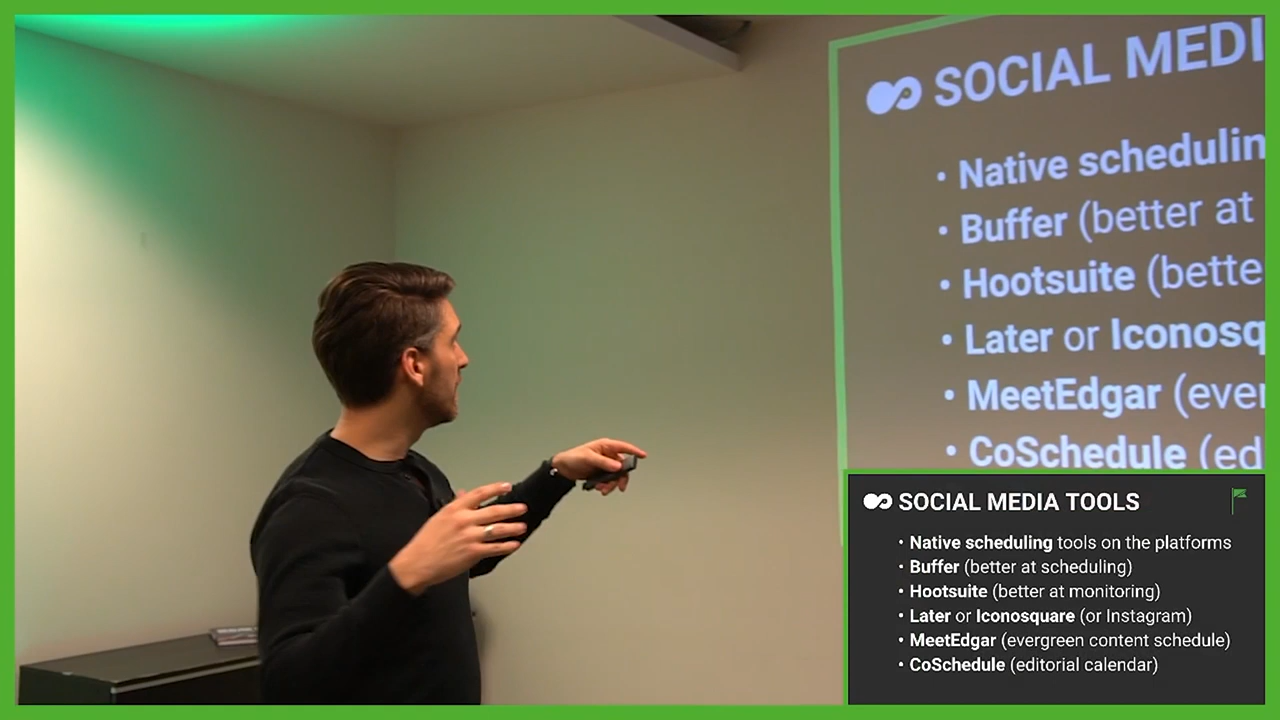 SOCIAL MEDI
• Native schedulin
• Buffer (better at
• Hootsuite (bette
• Later or Iconosq
• MeetEdgar (ever
• CoSchedule (ed
SOCIAL MEDIA TOOLS
• Native scheduling tools on the platforms
• Buffer (better at scheduling)
• Hootsuite (better at monitoring)
• Later or Iconosquare (or Instagram)
• MeetEdgar (evergreen content schedule)
• CoSchedule (editorial calendar)